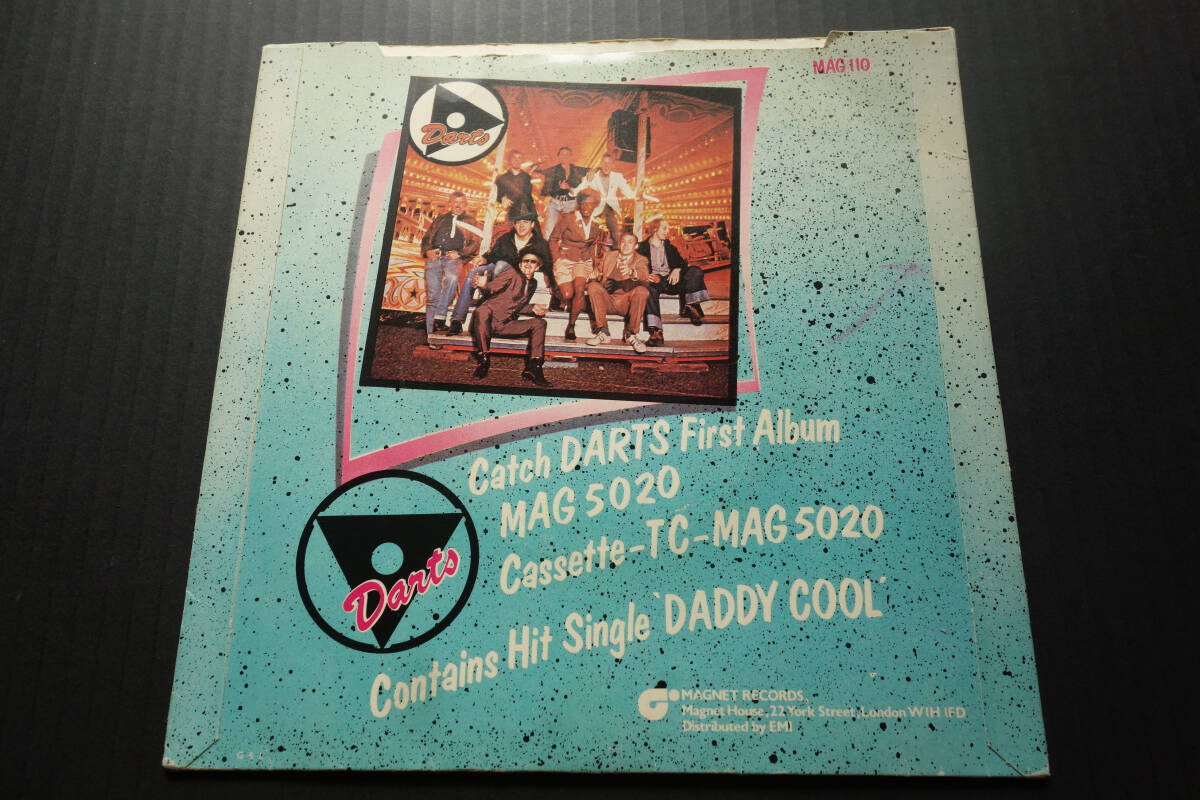 MAG 110
Darts
Catch DARTS First Album
MAG 5020
Cassette-TC-MAG 5020
Darts
Contains Hit Single 'DADDY COOL'
MAGNET RECORDS,
Magnet House, 22 York Street, London W1H 1FD
Distributed by EMI